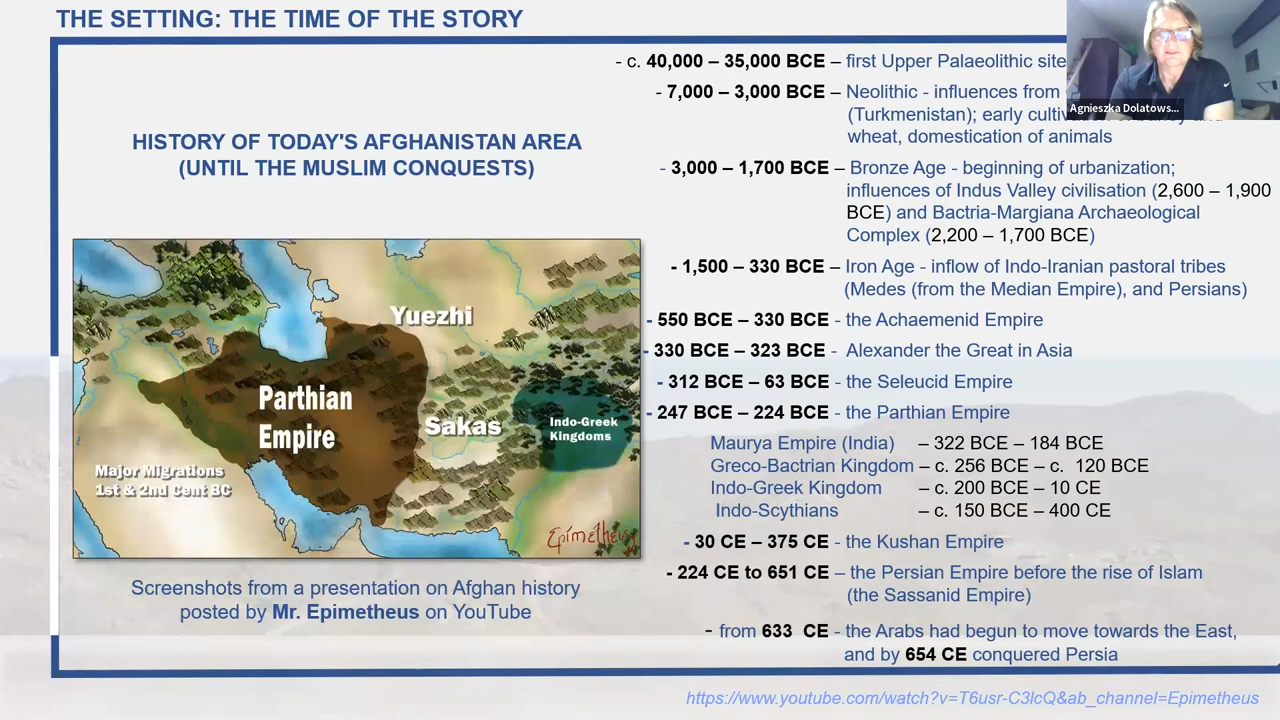 THE SETTING: THE TIME OF THE STORY
HISTORY OF TODAY'S AFGHANISTAN AREA
(UNTIL THE MUSLIM CONQUESTS)
Yuezhi
Parthian
Empire
Sakas
Indo-Greek
Kingdoms
Major Migrations
1st & 2nd Cent BC
Epimetheus
Screenshots from a presentation on Afghan history
posted by Mr. Epimetheus on YouTube
- c. 40,000 – 35,000 BCE – first Upper Palaeolithic site
- 7,000 – 3,000 BCE – Neolithic - influences from
(Turkmenistan); early
wheat, domestication of animals
- 3,000 – 1,700 BCE – Bronze Age - beginning of urbanization;
influences of Indus Valley civilisation (2,600 – 1,900
BCE) and Bactria-Margiana Archaeological
Complex (2,200 – 1,700 BCE)
- 1,500 – 330 BCE – Iron Age - inflow of Indo-Iranian pastoral tribes
(Medes (from the Median Empire), and Persians)
- 550 BCE – 330 BCE - the Achaemenid Empire
- 330 BCE – 323 BCE - Alexander the Great in Asia
- 312 BCE – 63 BCE - the Seleucid Empire
- 247 BCE – 224 BCE - the Parthian Empire
Maurya Empire (India) – 322 BCE – 184 BCE
Greco-Bactrian Kingdom – c. 256 BCE – c. 120 BCE
Indo-Greek Kingdom – c. 200 BCE – 10 CE
Indo-Scythians – c. 150 BCE – 400 CE
- 30 CE – 375 CE - the Kushan Empire
- 224 CE to 651 CE – the Persian Empire before the rise of Islam
(the Sassanid Empire)
- from 633 CE - the Arabs had begun to move towards the East,
and by 654 CE conquered Persia
https://www.youtube.com/watch?v=T6usr-C3lcQ&ab_channel=Epimetheus
Agnieszka Dolatows...